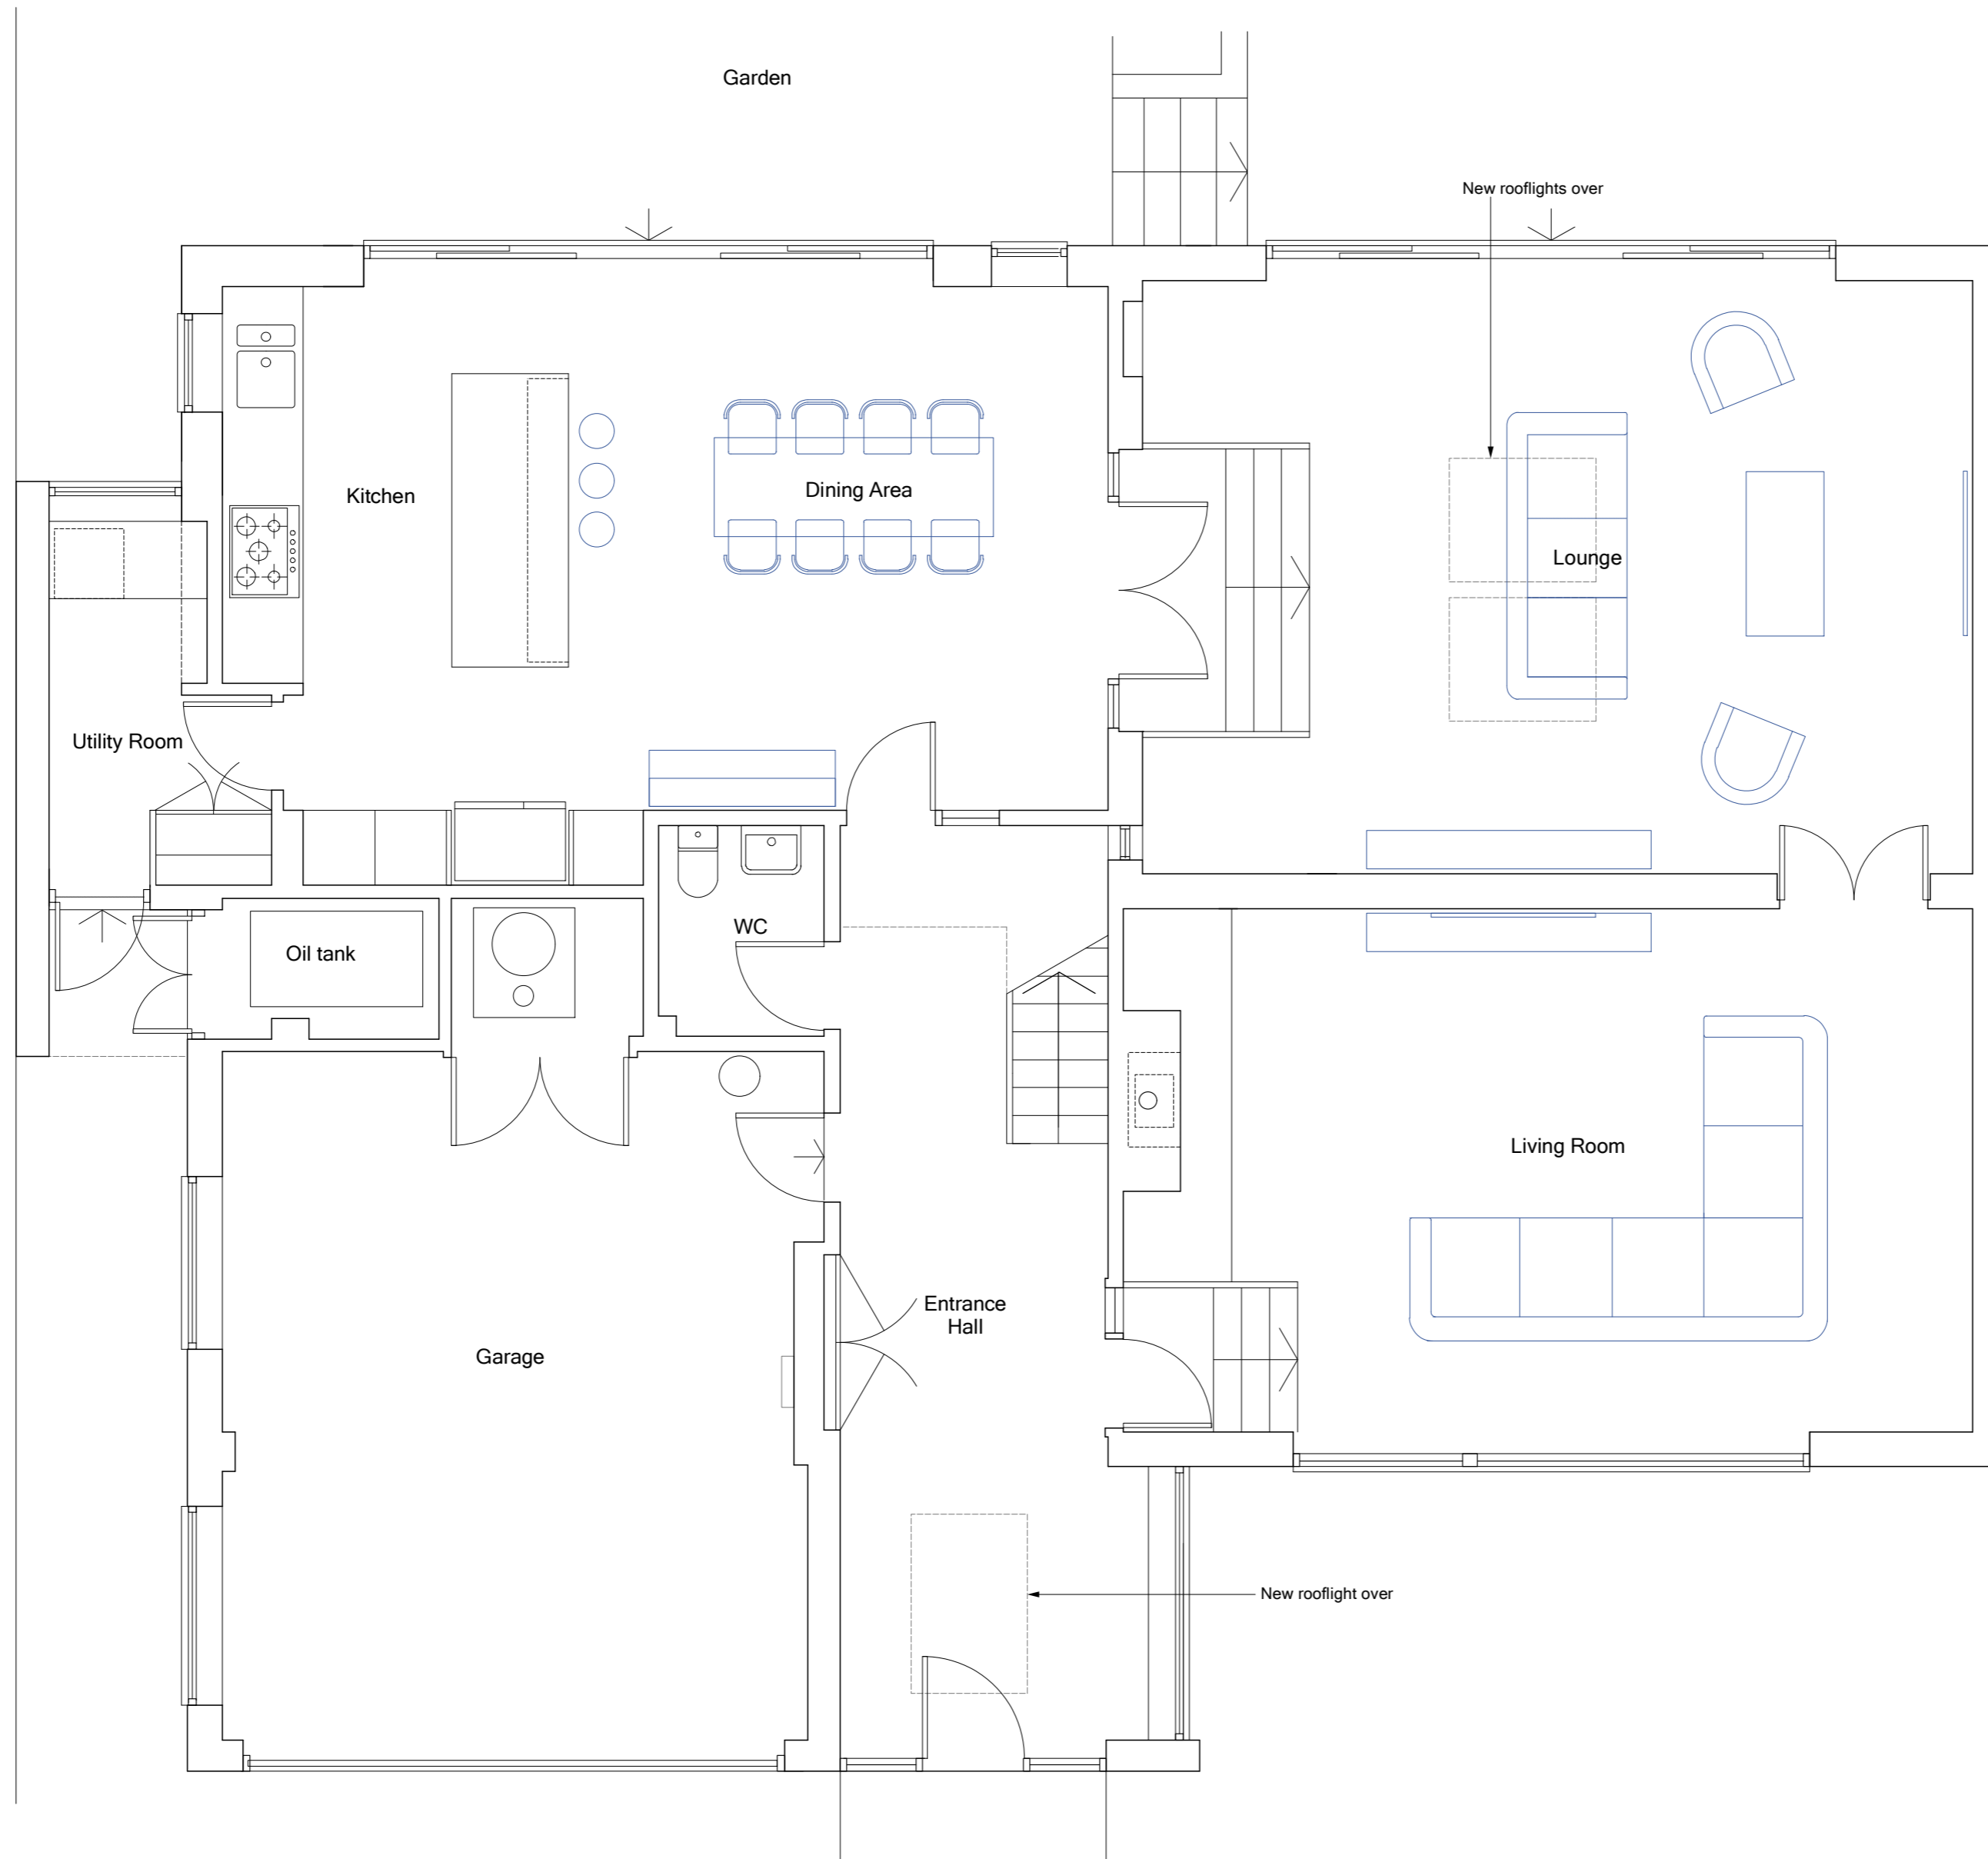 Garden
New rooflights over
Kitchen
Dining Area
Lounge
Utility Room
WC
Oil tank
Living Room
Entrance
Hall
Garage
New rooflight over